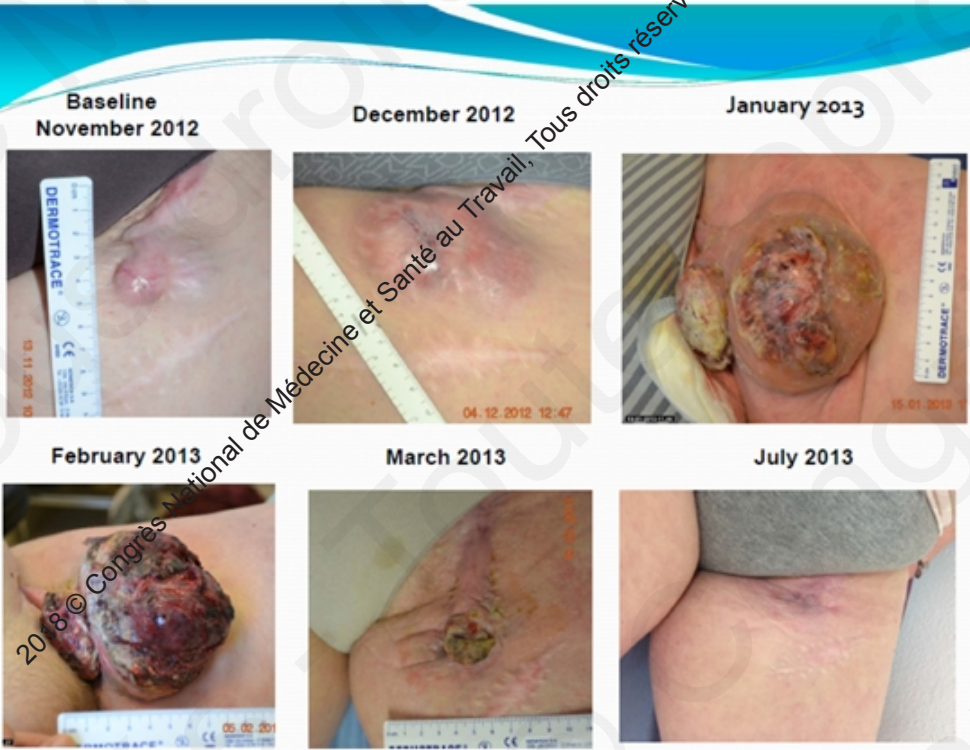 Baseline
November 2012
December 2012
January 2013
DERMOTRACE®
13 11 2012
04.12.2012 12:47
DERMOTRACE®
15.01.2013
February 2013
March 2013
July 2013
05 02 201
2018 © Congrès National de Médecine et Santé au Travail, Tous droits réserv